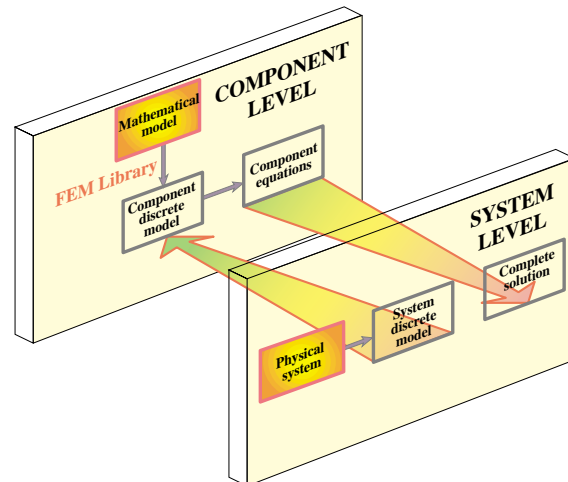 COMPONENT
LEVEL
Mathematical
model
FEM Library
Component
discrete
model
Component
equations
SYSTEM
LEVEL
Complete
solution
System
discrete
model
Physical
system